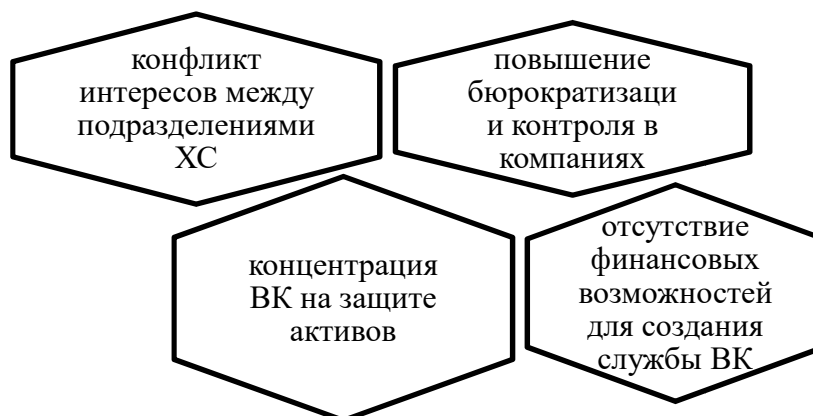 конфликт
интересов между
подразделениями
ХС
повышение
бюрократизаци
и контроля в
компаниях
концентрация
ВК на защите
активов
отсутствие
финансовых
возможностей
для создания
службы ВК